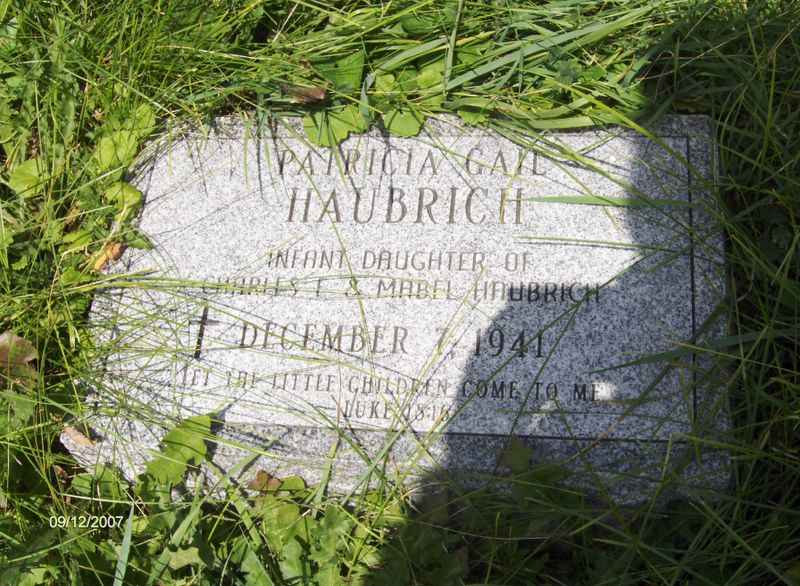 PATRICIA GAIL
HAUBRICH
INFANT DAUGHTER OF
CHARLES F. & MABEL HAUBRICH
DECEMBER 7, 1941
LET THE LITTLE CHILDREN COME TO ME
LUKE 18:16
09/12/2007